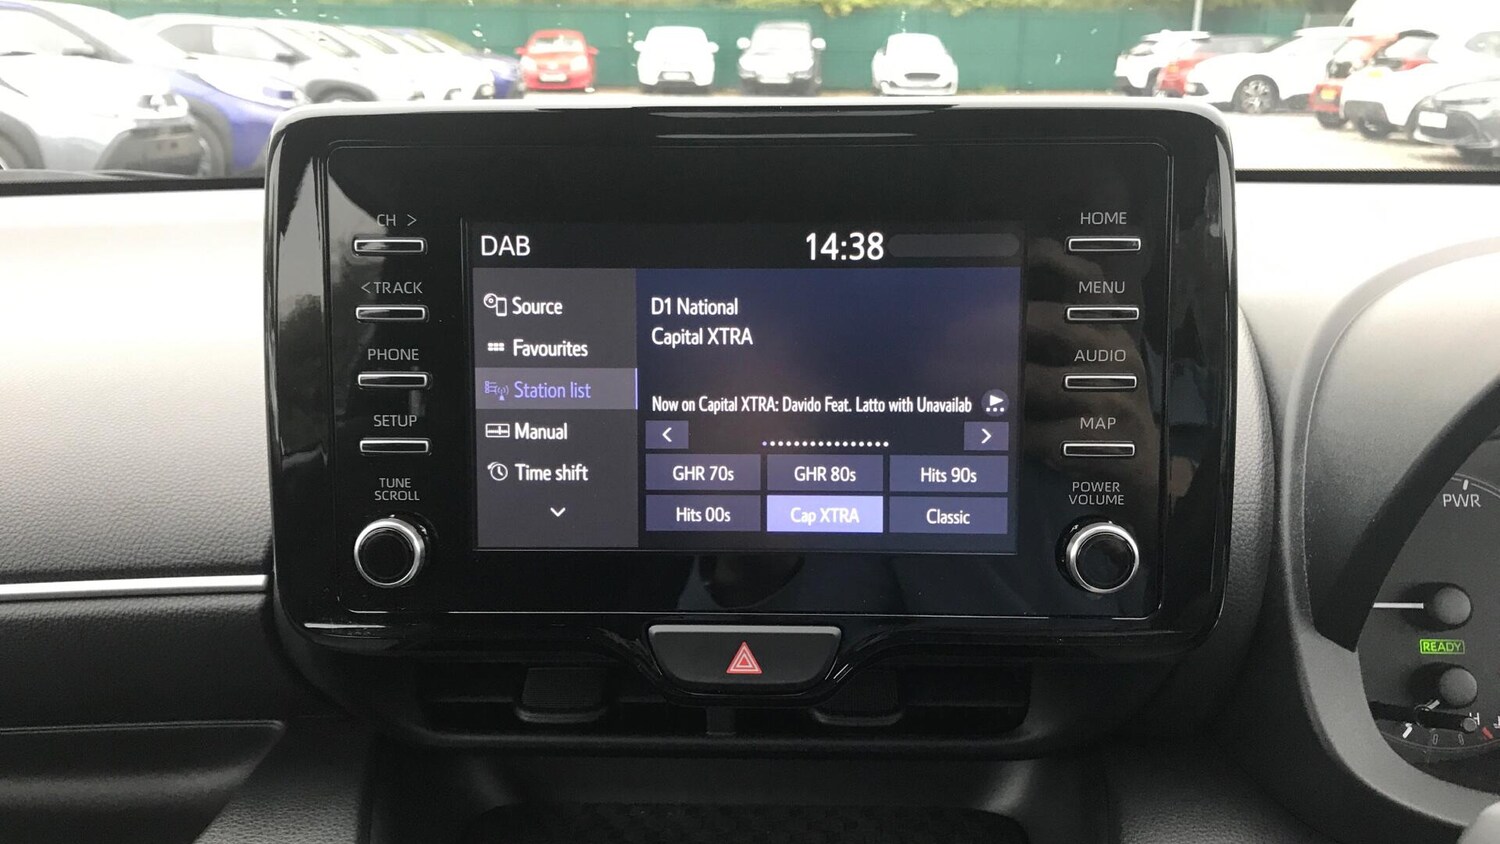 CH >
< TRACK
PHONE
SETUP
TUNE
SCROLL
DAB
14:38
Source
Favourites
Station list
Manual
Time shift
D1 National
Capital XTRA
Now on Capital XTRA: Davido Feat. Latto with Unavailab
<
>
GHR 70s
GHR 80s
Hits 90s
Hits 00s
Cap XTRA
Classic
HOME
MENU
AUDIO
MAP
POWER
VOLUME
PWR
READY
H